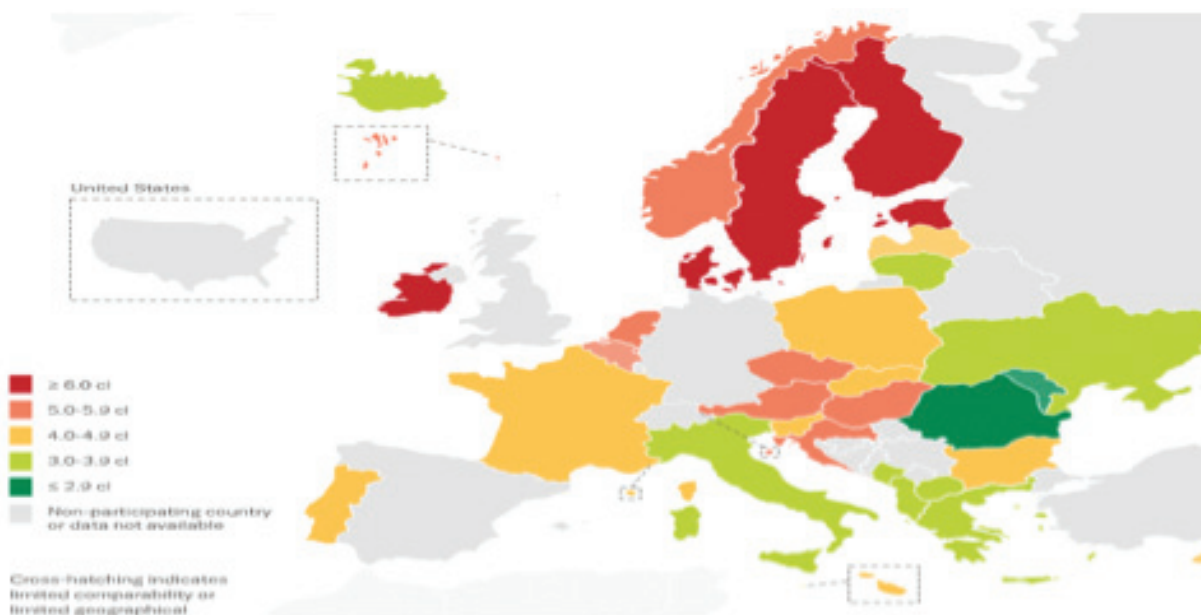 United States
≥ 6.0 cl
5.0-5.9 cl
4.0-4.9 cl
3.0-3.9 cl
≤ 2.9 cl
Non-participating country
or data not available
Cross-hatching indicates
limited comparability or
limited geographical